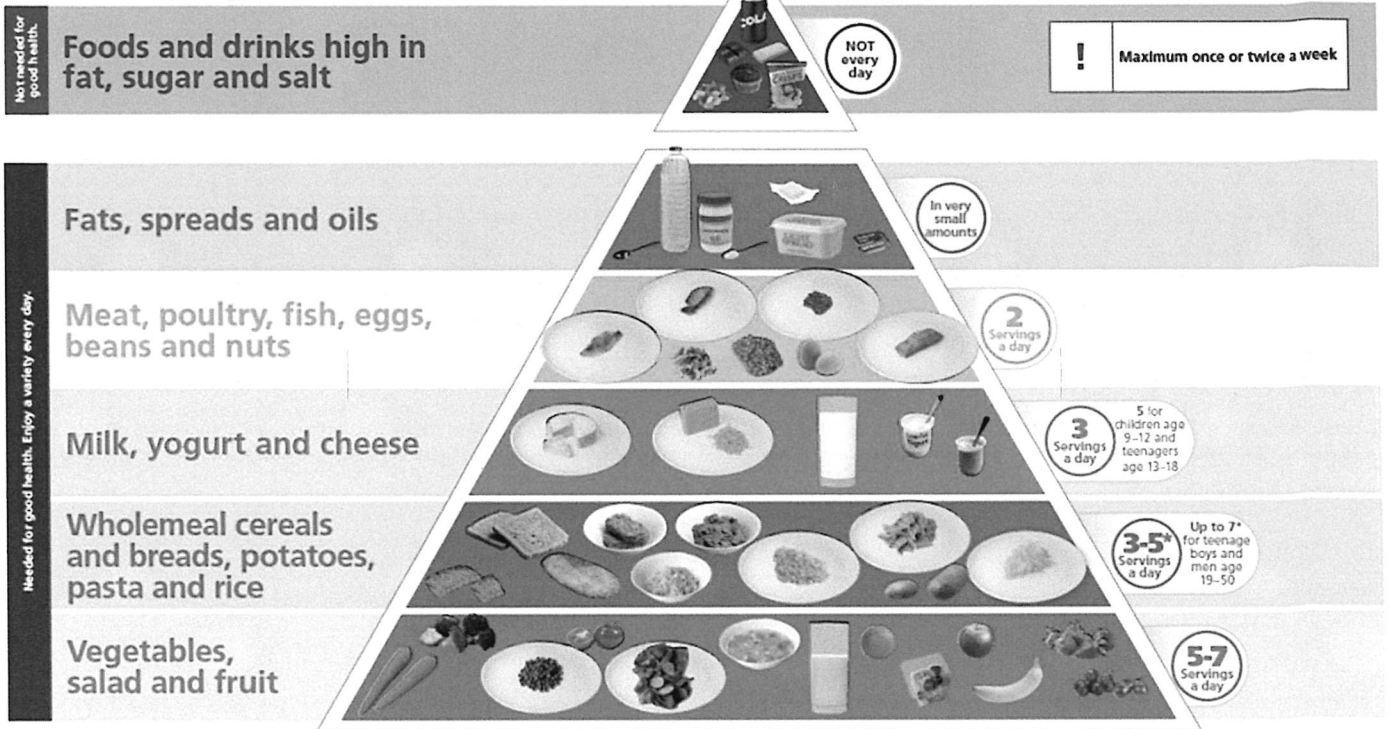 Not needed for
good health.
Foods and drinks high in
fat, sugar and salt
COLA
CRISPS
NOT
every
day
!
Maximum once or twice a week
Needed for good health. Enjoy a variety every day.
Fats, spreads and oils
LIGHT
SPREAD
In very
small
amounts
Meat, poultry, fish, eggs,
beans and nuts
2
Servings
a day
Milk, yogurt and cheese
3
Servings
a day
5 for
children age
9–12 and
teenagers
age 13–18
Wholemeal cereals
and breads, potatoes,
pasta and rice
3-5*
Servings
a day
Up to 7*
for teenage
boys and
men age
19–50
Vegetables,
salad and fruit
5-7
Servings
a day